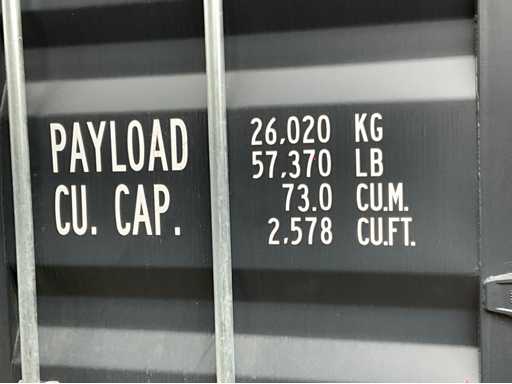 PAYLOAD 26,020 KG
57,370 LB
CU. CAP. 73.0 CU.M.
2,578 CU.FT.